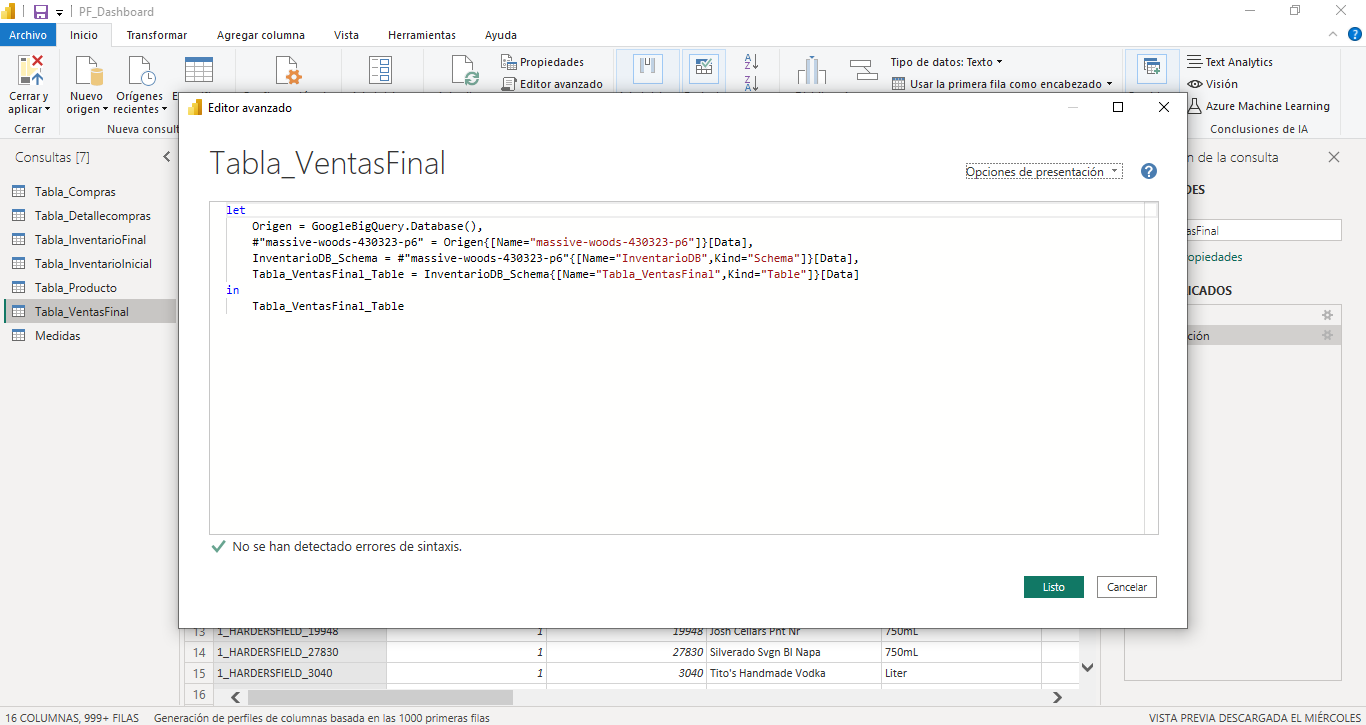 PF_Dashboard
Archivo
Inicio
Transformar
Agregar columna
Vista
Herramientas
Ayuda
Cerrar y
aplicar
Cerrar
Nuevo
origen
Orígenes
recientes
Propiedades
Editor avanzado
Tipo de datos: Texto
Usar la primera fila como encabezado
Text Analytics
Visión
Azure Machine Learning
Conclusiones de IA
Consultas [7]
Tabla_Compras
Tabla_Detallecompras
Tabla_InventarioFinal
Tabla_InventarioInicial
Tabla_Producto
Tabla_VentasFinal
Medidas
Editor avanzado
Tabla_VentasFinal
Opciones de presentación
let
Origen = GoogleBigQuery.Database(),
#"massive-woods-430323-p6" = Origen{[Name="massive-woods-430323-p6"]}[Data],
InventarioDB_Schema = #"massive-woods-430323-p6"{[Name="InventarioDB",Kind="Schema"]}[Data],
Tabla_VentasFinal_Table = InventarioDB_Schema{[Name="Tabla_VentasFinal",Kind="Table"]}[Data]
in
Tabla_VentasFinal_Table
No se han detectado errores de sintaxis.
Listo
Cancelar
n de la consulta
13 1_HARDERSFIELD_19948 1 19948 Josh Cellars Pnt Nr 750mL
14 1_HARDERSFIELD_27830 1 27830 Silverado Svgn Bl Napa 750mL
15 1_HARDERSFIELD_3040 1 3040 Tito's Handmade Vodka Liter
16
16 COLUMNAS, 999+ FILAS Generación de perfiles de columnas basada en las 1000 primeras filas
VISTA PREVIA DESCARGADA EL MIÉRCOLES